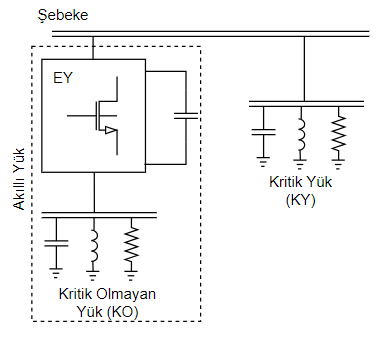 Şebeke
EY
Akıllı Yük
Kritik Yük
(KY)
Kritik Olmayan
Yük (KO)